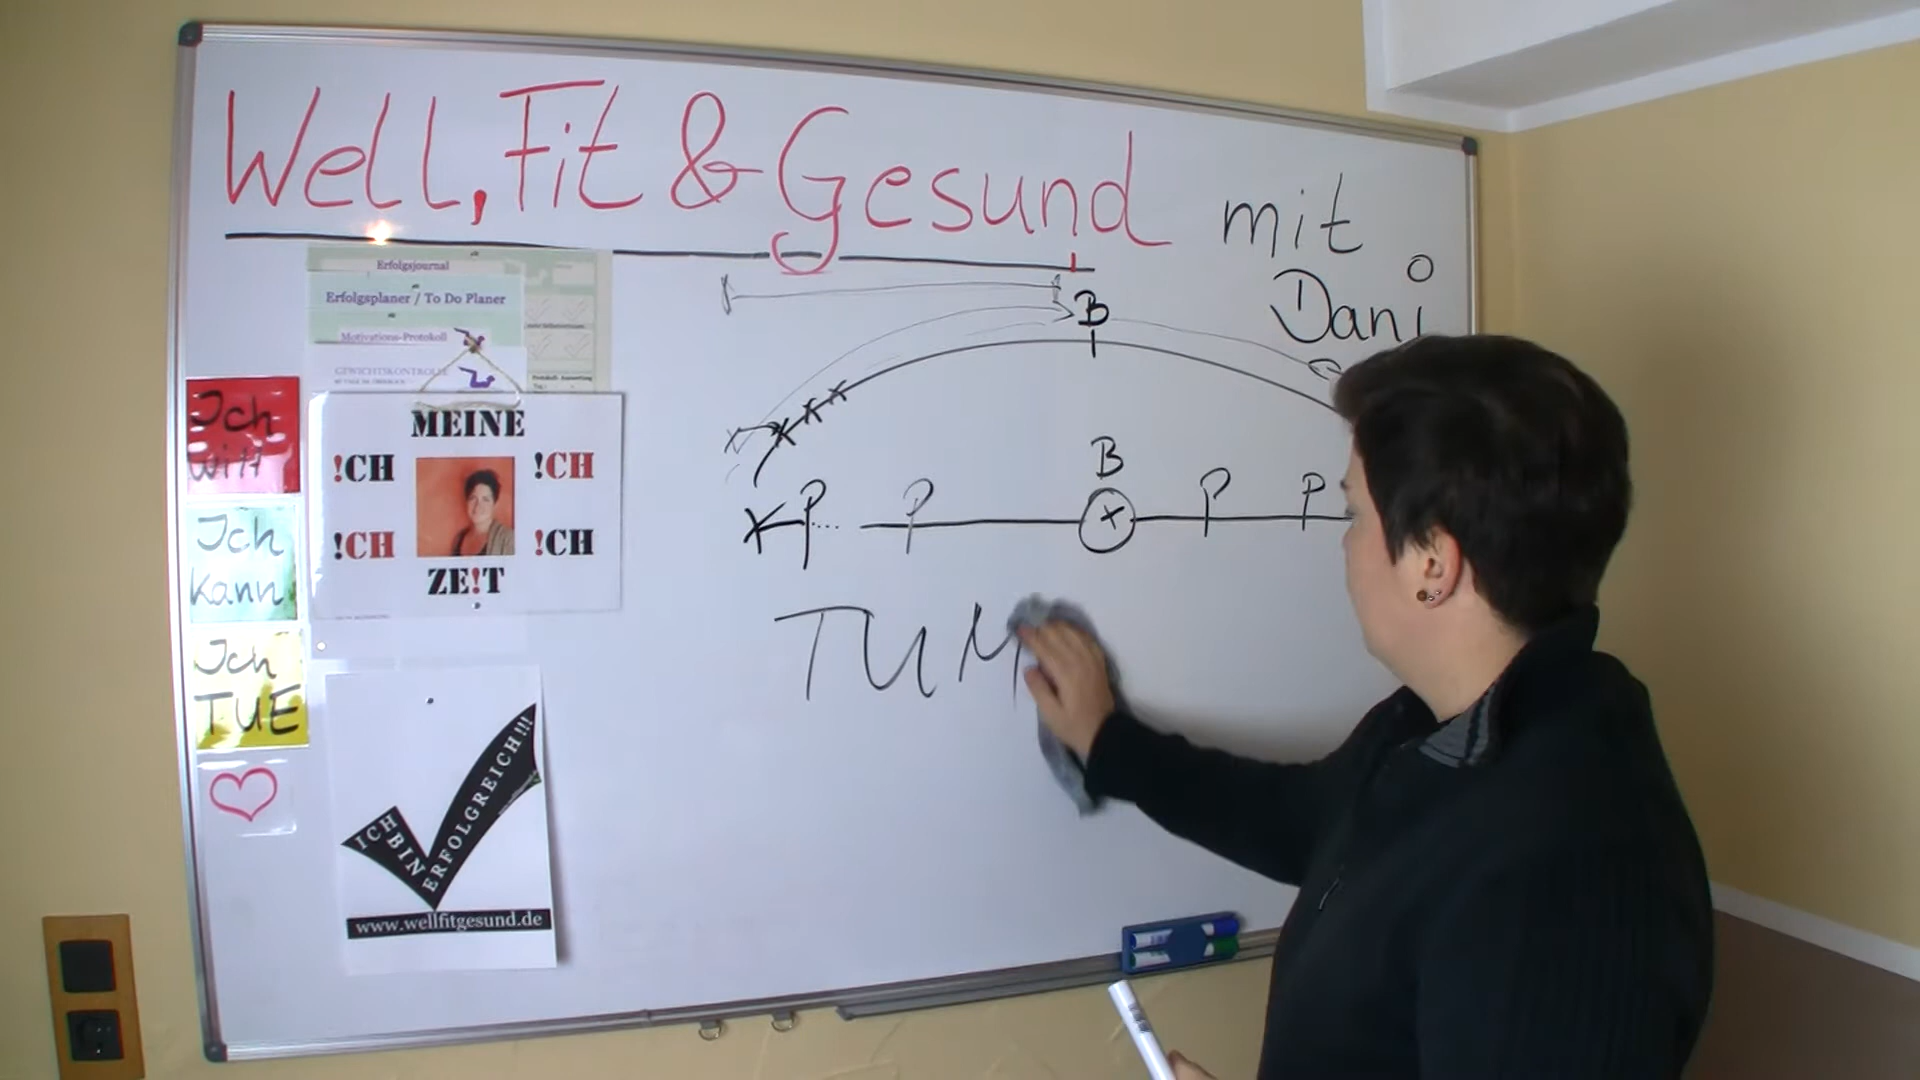 Well, Fit & Gesund mit
Dani
Erfolgsjournal
Erfolgsplaner / To Do Planer
Motivations-Protokoll
GEWICHTSKONTROLLE
B
Ich
will
MEINE
!CH !CH
!CH !CH
ZE!T
B
P P P P
Ich
kann
TUM
Ich
TUE
ICH
BIN
ERFOLGREICH!!!
www.wellfitgesund.de